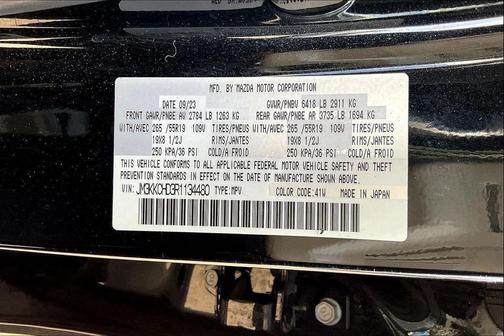 MFD. BY MAZDA MOTOR CORPORATION
DATE 09/23 GVWR/PNBV 6418 LB 2911 KG
FRONT GAWR/PNBE AV 2784 LB 1263 KG REAR GAWR/PNBE AR 3735 LB 1694 KG
WITH/AVEC 265 /55R19 109V TIRES/PNEUS WITH/AVEC 265 /55R19 109V TIRES/PNEUS
19X8 1/2J RIMS/JANTES 19X8 1/2J RIMS/JANTES
250 KPA/36 PSI COLD/A FROID 250 KPA/36 PSI COLD/A FROID
THIS VEHICLE CONFORMS TO ALL APPLICABLE FEDERAL MOTOR VEHICLE SAFETY
STANDARDS IN EFFECT ON THE DATE OF MANUFACTURE SHOWN ABOVE.
VIN: JM3KKCHD3R1134480 TYPE: MPV COLOR CODE: 41W MADE IN JAPAN